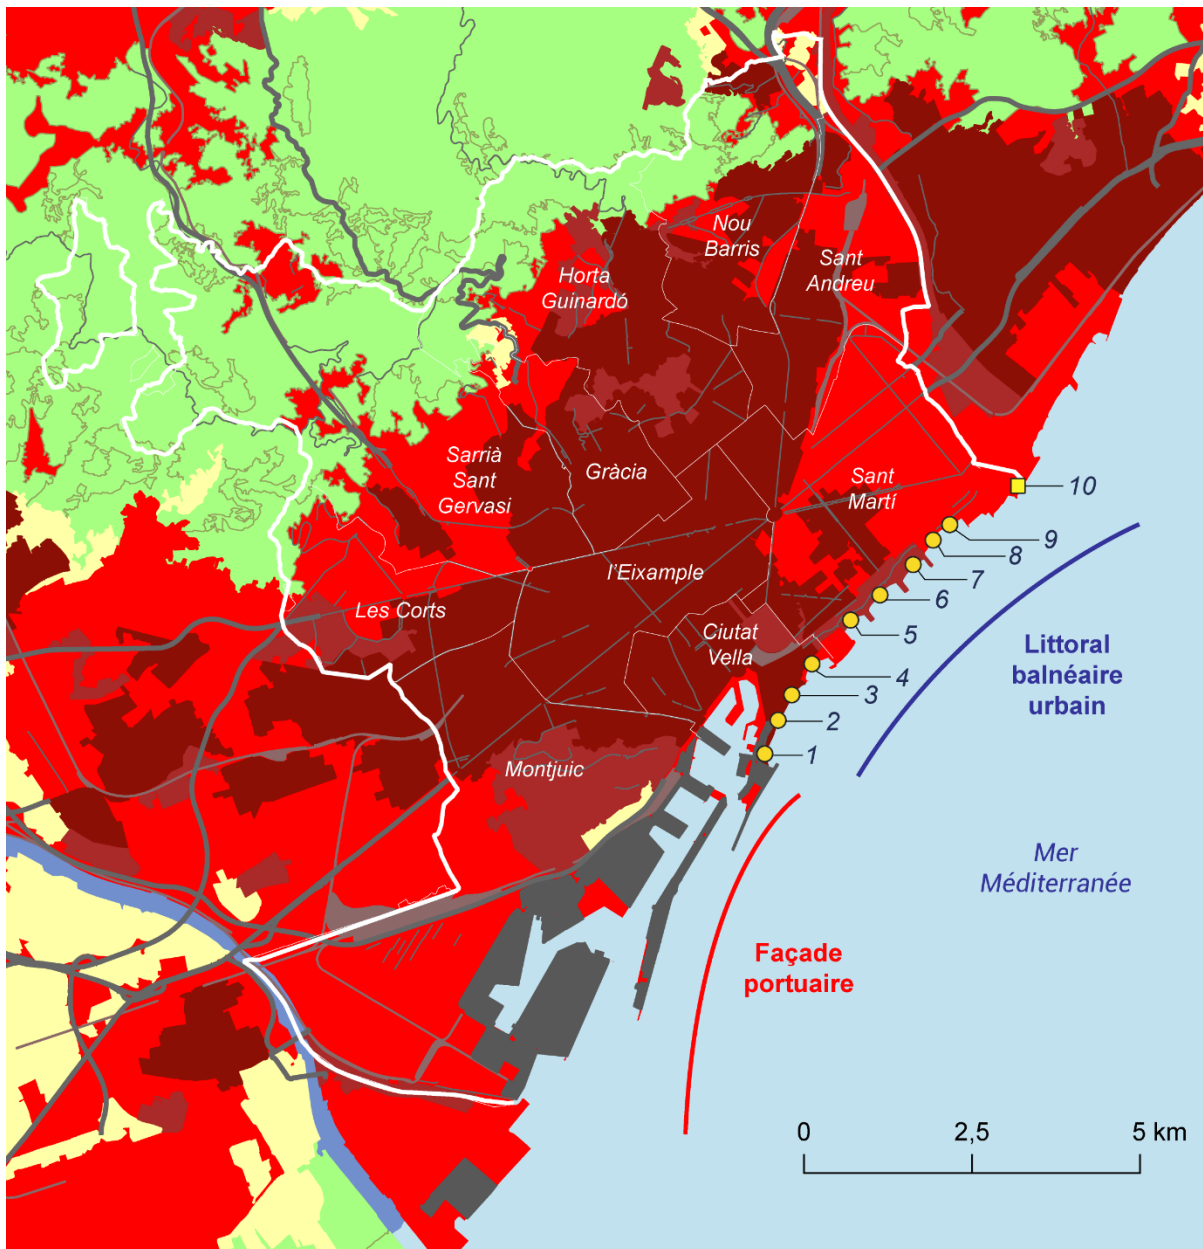 Nou
Barris
Sant
Andreu
Horta
Guinardó
Sarrià
Sant
Gervasi
Gràcia
Sant
Martí
10
9
8
7
l'Eixample
6
Les Corts
5
Ciutat
Vella
4
3
2
1
Littoral
balnéaire
urbain
Montjuic
Mer
Méditerranée
Façade
portuaire
0 2,5 5 km